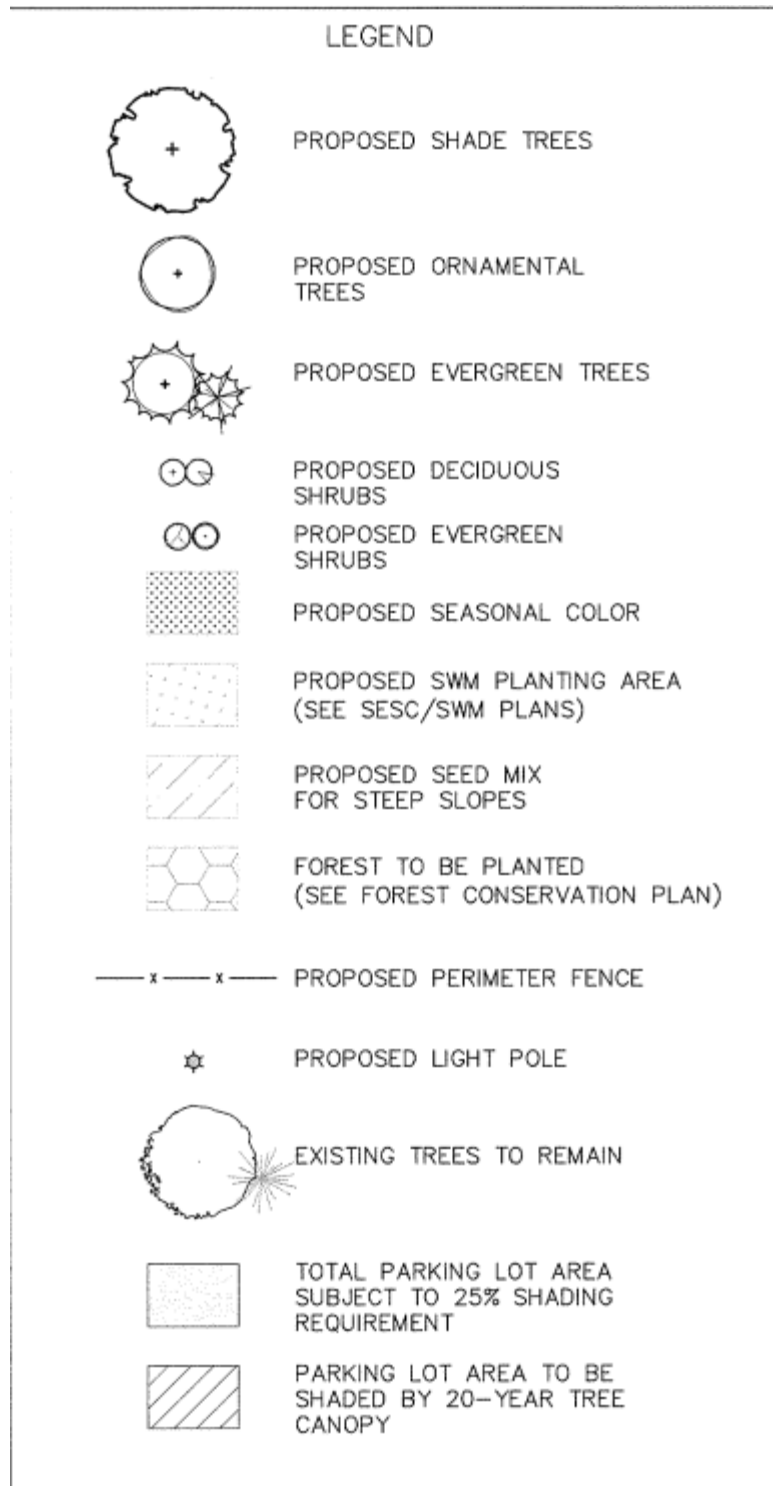 LEGEND
PROPOSED SHADE TREES
PROPOSED ORNAMENTAL
TREES
PROPOSED EVERGREEN TREES
PROPOSED DECIDUOUS
SHRUBS
PROPOSED EVERGREEN
SHRUBS
PROPOSED SEASONAL COLOR
PROPOSED SWM PLANTING AREA
(SEE SESC/SWM PLANS)
PROPOSED SEED MIX
FOR STEEP SLOPES
FOREST TO BE PLANTED
(SEE FOREST CONSERVATION PLAN)
x x PROPOSED PERIMETER FENCE
PROPOSED LIGHT POLE
EXISTING TREES TO REMAIN
TOTAL PARKING LOT AREA
SUBJECT TO 25% SHADING
REQUIREMENT
PARKING LOT AREA TO BE
SHADED BY 20-YEAR TREE
CANOPY